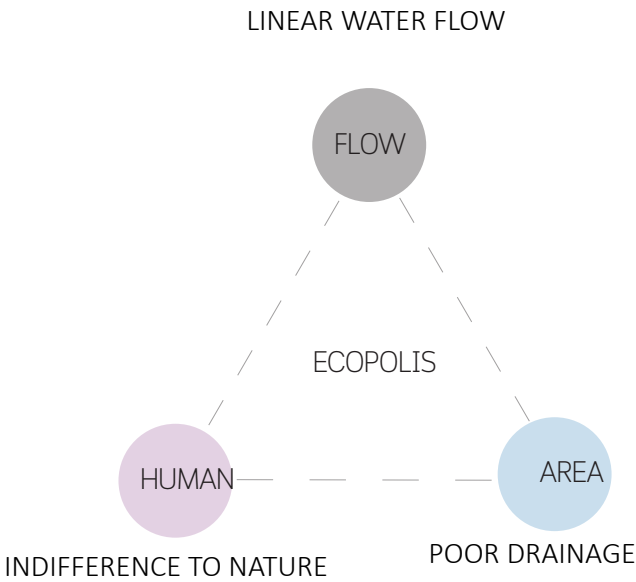 LINEAR WATER FLOW
FLOW
ECOPOLIS
HUMAN
AREA
INDIFFERENCE TO NATURE
POOR DRAINAGE